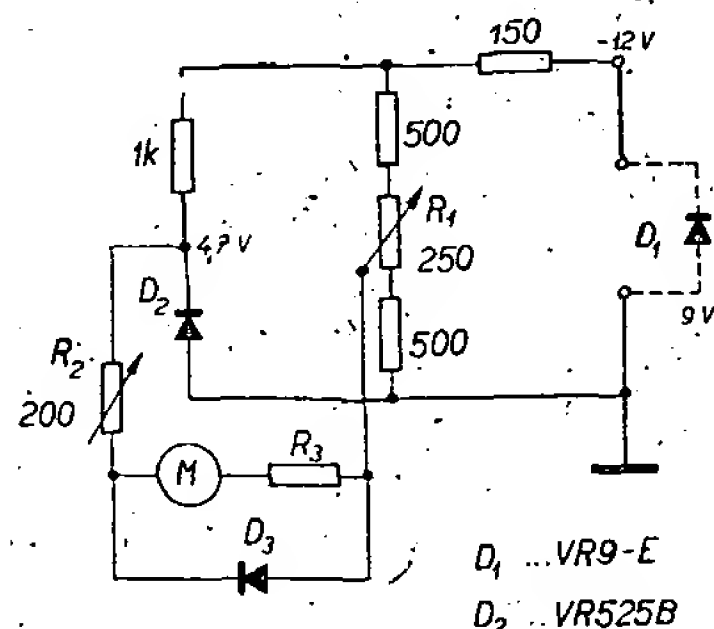 150
-12 V
500
1k
R₁
250
D₁
4,7 V
D₂
500
9 V
R₂
200
R₃
M
D₃
D₁ ...VR9-E
D₂ ..VR525B